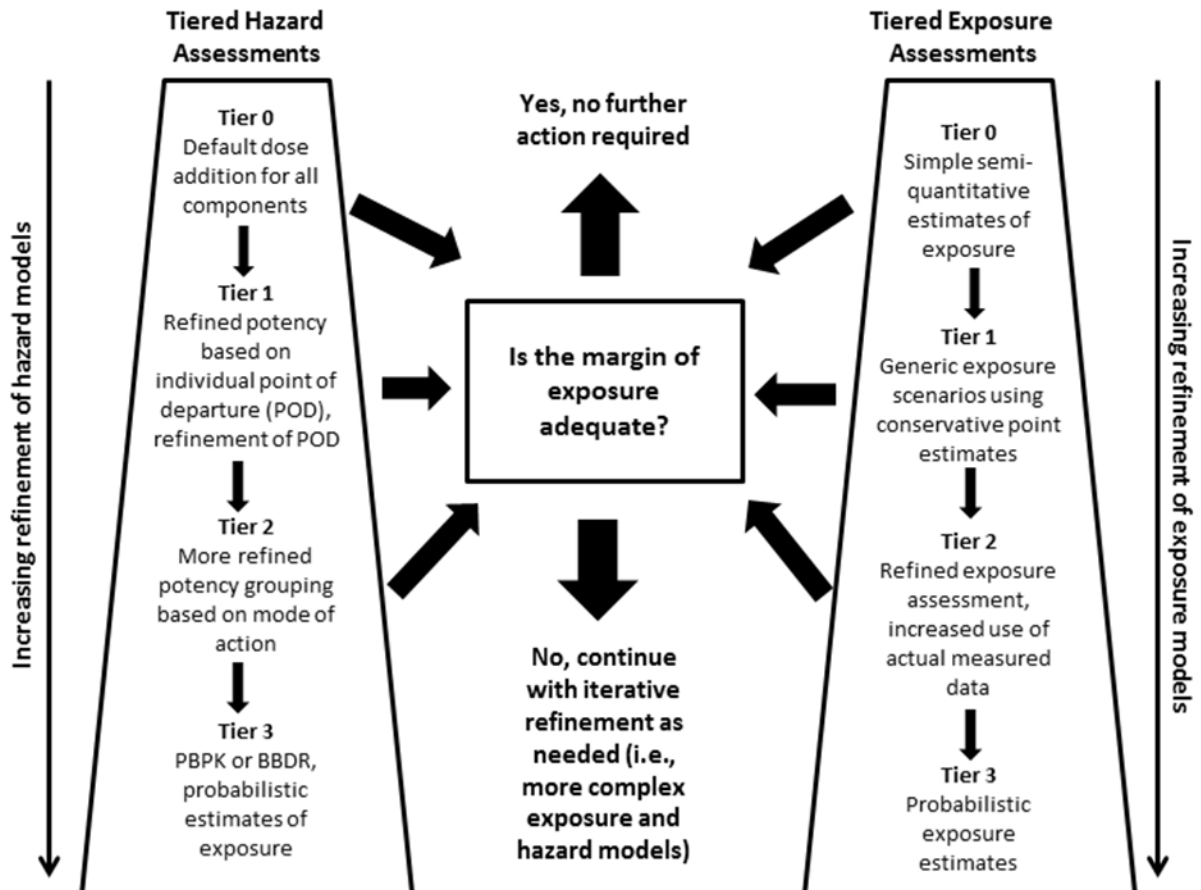 Tiered Hazard
Assessments
Increasing refinement of hazard models
Tier 0
Default dose
addition for all
components
Tier 1
Refined potency
based on
individual point of
departure (POD),
refinement of POD
Tier 2
More refined
potency grouping
based on mode of
action
Tier 3
PBPK or BBDR,
probabilistic
estimates of
exposure
Yes, no further
action required
Is the margin of
exposure
adequate?
No, continue
with iterative
refinement as
needed (i.e.,
more complex
exposure and
hazard models)
Tiered Exposure
Assessments
Tier 0
Simple semi-
quantitative
estimates of
exposure
Tier 1
Generic exposure
scenarios using
conservative point
estimates
Tier 2
Refined exposure
assessment,
increased use of
actual measured
data
Tier 3
Probabilistic
exposure
estimates
Increasing refinement of exposure models